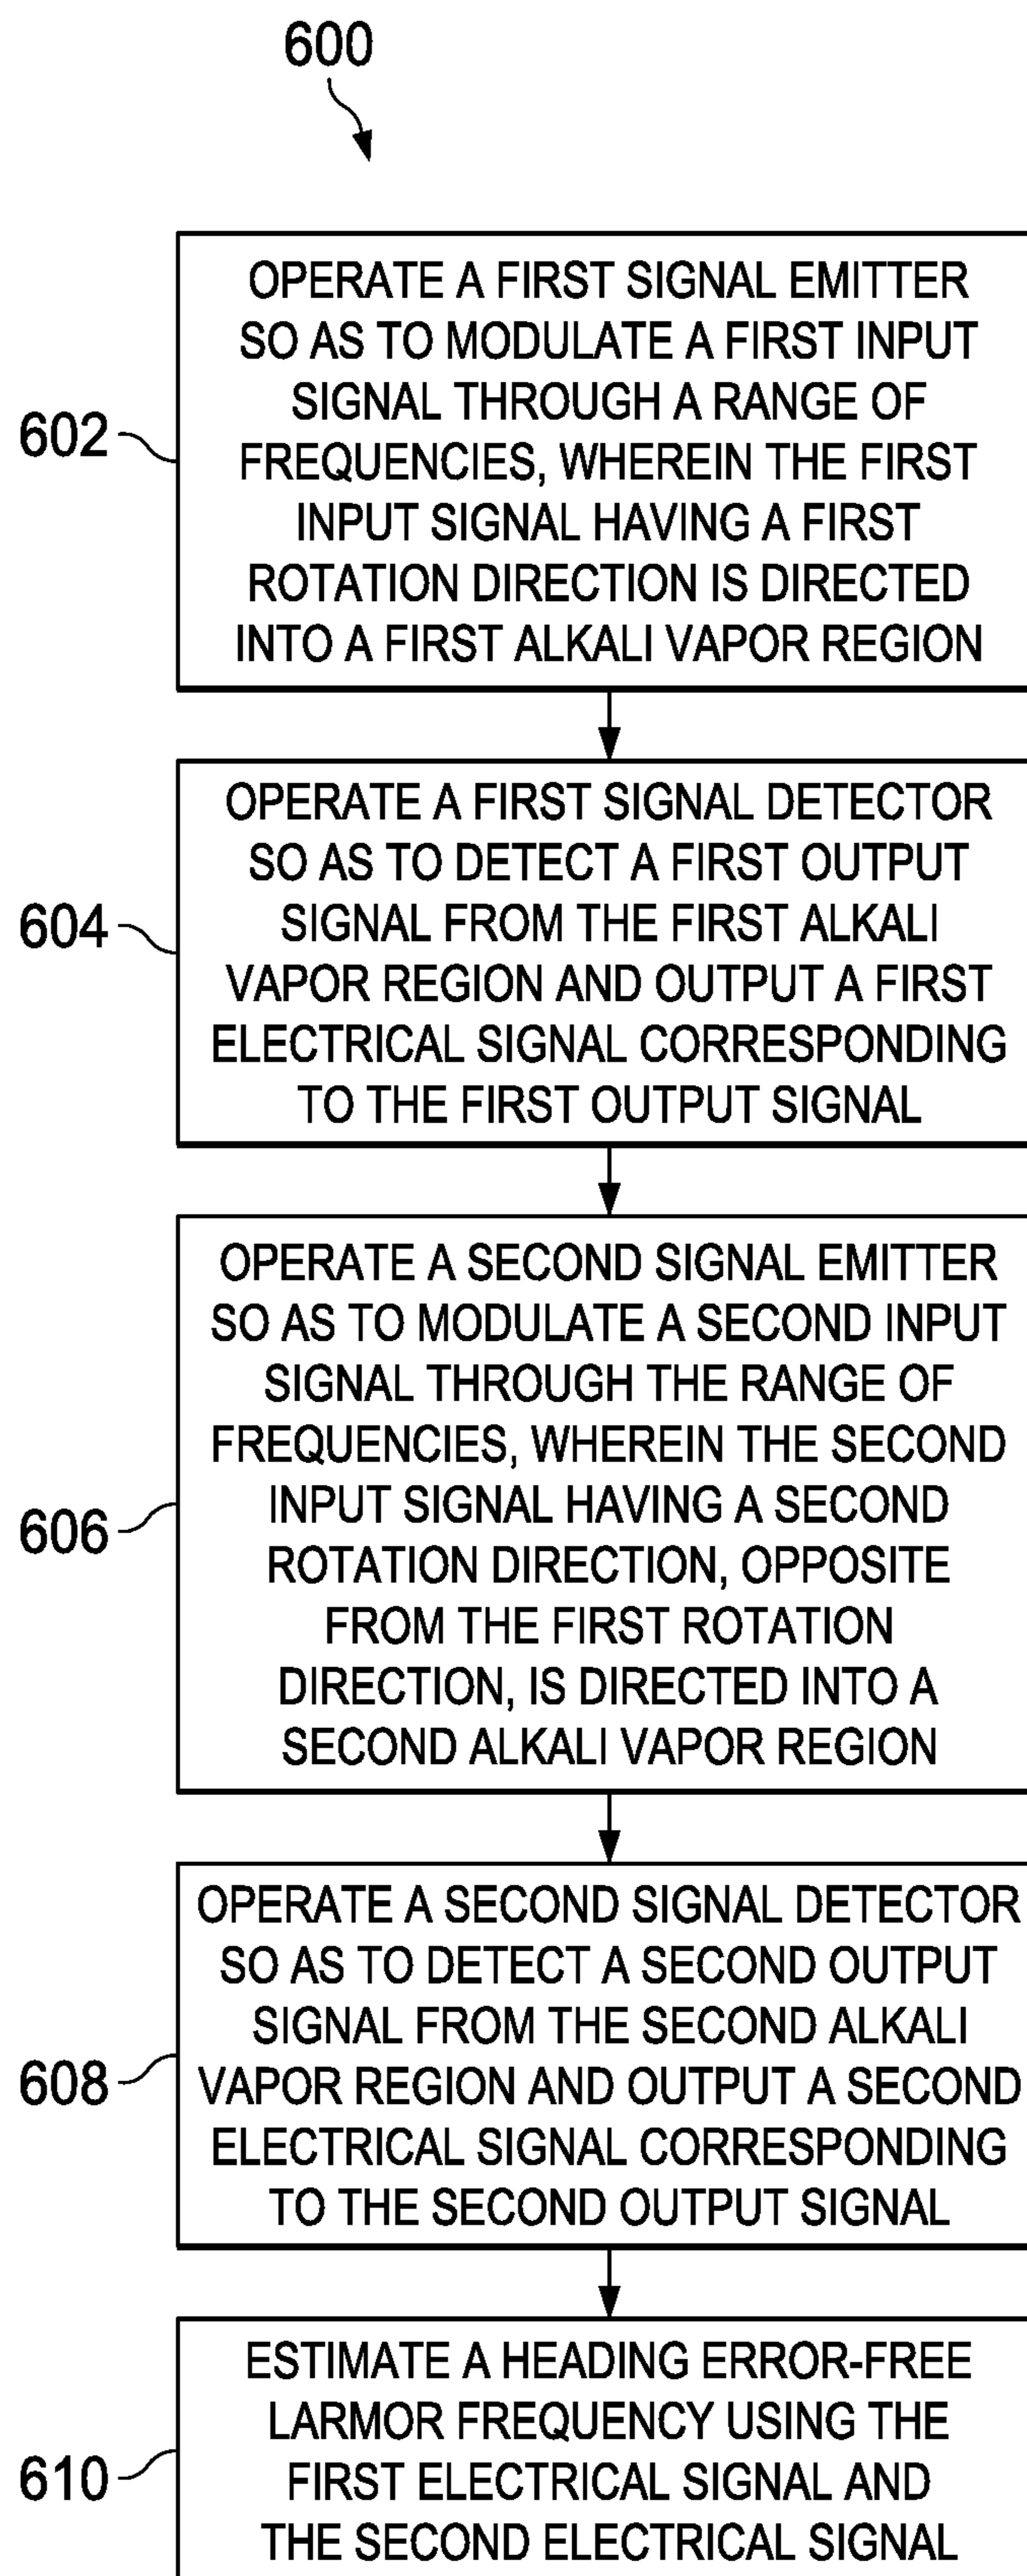 600
602
OPERATE A FIRST SIGNAL EMITTER
SO AS TO MODULATE A FIRST INPUT
SIGNAL THROUGH A RANGE OF
FREQUENCIES, WHEREIN THE FIRST
INPUT SIGNAL HAVING A FIRST
ROTATION DIRECTION IS DIRECTED
INTO A FIRST ALKALI VAPOR REGION
604
OPERATE A FIRST SIGNAL DETECTOR
SO AS TO DETECT A FIRST OUTPUT
SIGNAL FROM THE FIRST ALKALI
VAPOR REGION AND OUTPUT A FIRST
ELECTRICAL SIGNAL CORRESPONDING
TO THE FIRST OUTPUT SIGNAL
606
OPERATE A SECOND SIGNAL EMITTER
SO AS TO MODULATE A SECOND INPUT
SIGNAL THROUGH THE RANGE OF
FREQUENCIES, WHEREIN THE SECOND
INPUT SIGNAL HAVING A SECOND
ROTATION DIRECTION, OPPOSITE
FROM THE FIRST ROTATION
DIRECTION, IS DIRECTED INTO A
SECOND ALKALI VAPOR REGION
608
OPERATE A SECOND SIGNAL DETECTOR
SO AS TO DETECT A SECOND OUTPUT
SIGNAL FROM THE SECOND ALKALI
VAPOR REGION AND OUTPUT A SECOND
ELECTRICAL SIGNAL CORRESPONDING
TO THE SECOND OUTPUT SIGNAL
610
ESTIMATE A HEADING ERROR-FREE
LARMOR FREQUENCY USING THE
FIRST ELECTRICAL SIGNAL AND
THE SECOND ELECTRICAL SIGNAL